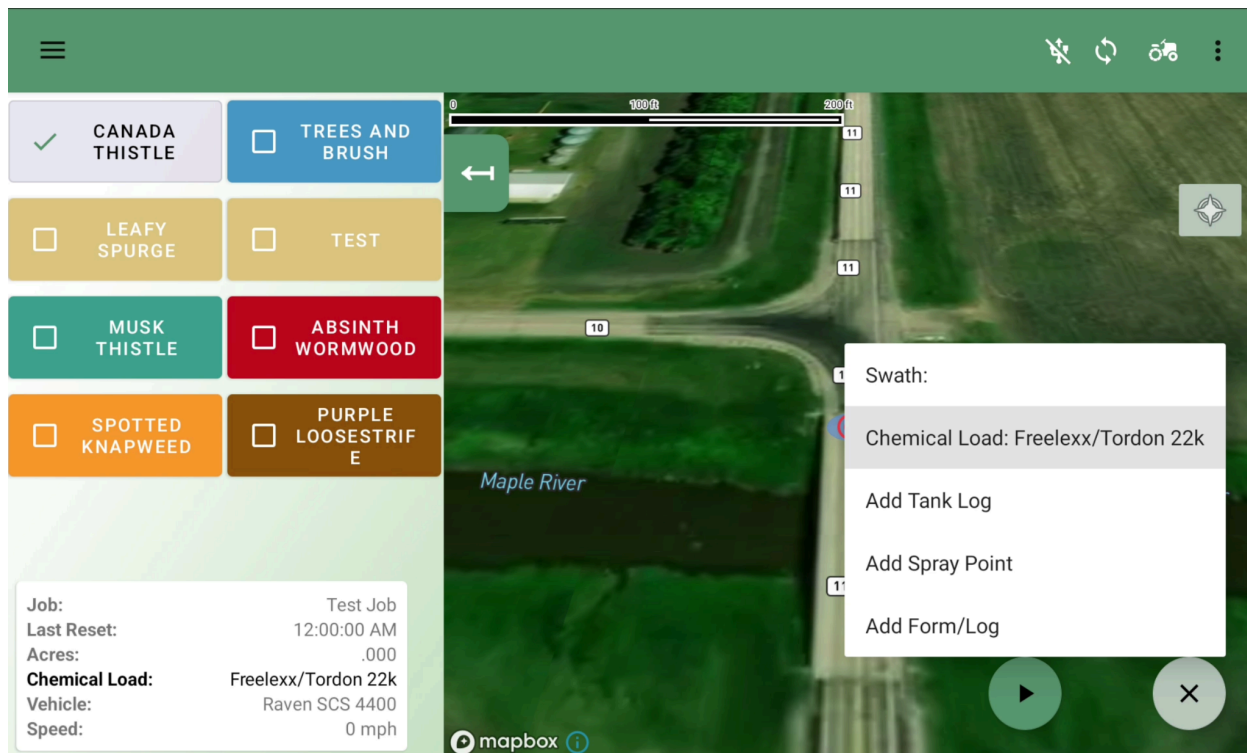 CANADA
THISTLE
TREES AND
BRUSH
LEAFY
SPURGE
TEST
MUSK
THISTLE
ABSINTH
WORMWOOD
SPOTTED
KNAPWEED
PURPLE
LOOSESTRIF
E
Job: Test Job
Last Reset: 12:00:00 AM
Acres: .000
Chemical Load: Freelexx/Tordon 22k
Vehicle: Raven SCS 4400
Speed: 0 mph
0 100 ft 200 ft
11
11
11
10
1
Maple River
11
Swath:
Chemical Load: Freelexx/Tordon 22k
Add Tank Log
Add Spray Point
Add Form/Log
mapbox